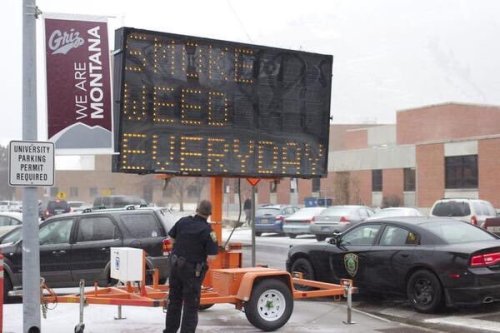 Griz
WE ARE
MONTANA
SMOKE
WEED
EVERYDAY
UNIVERSITY
PARKING
PERMIT
REQUIRED